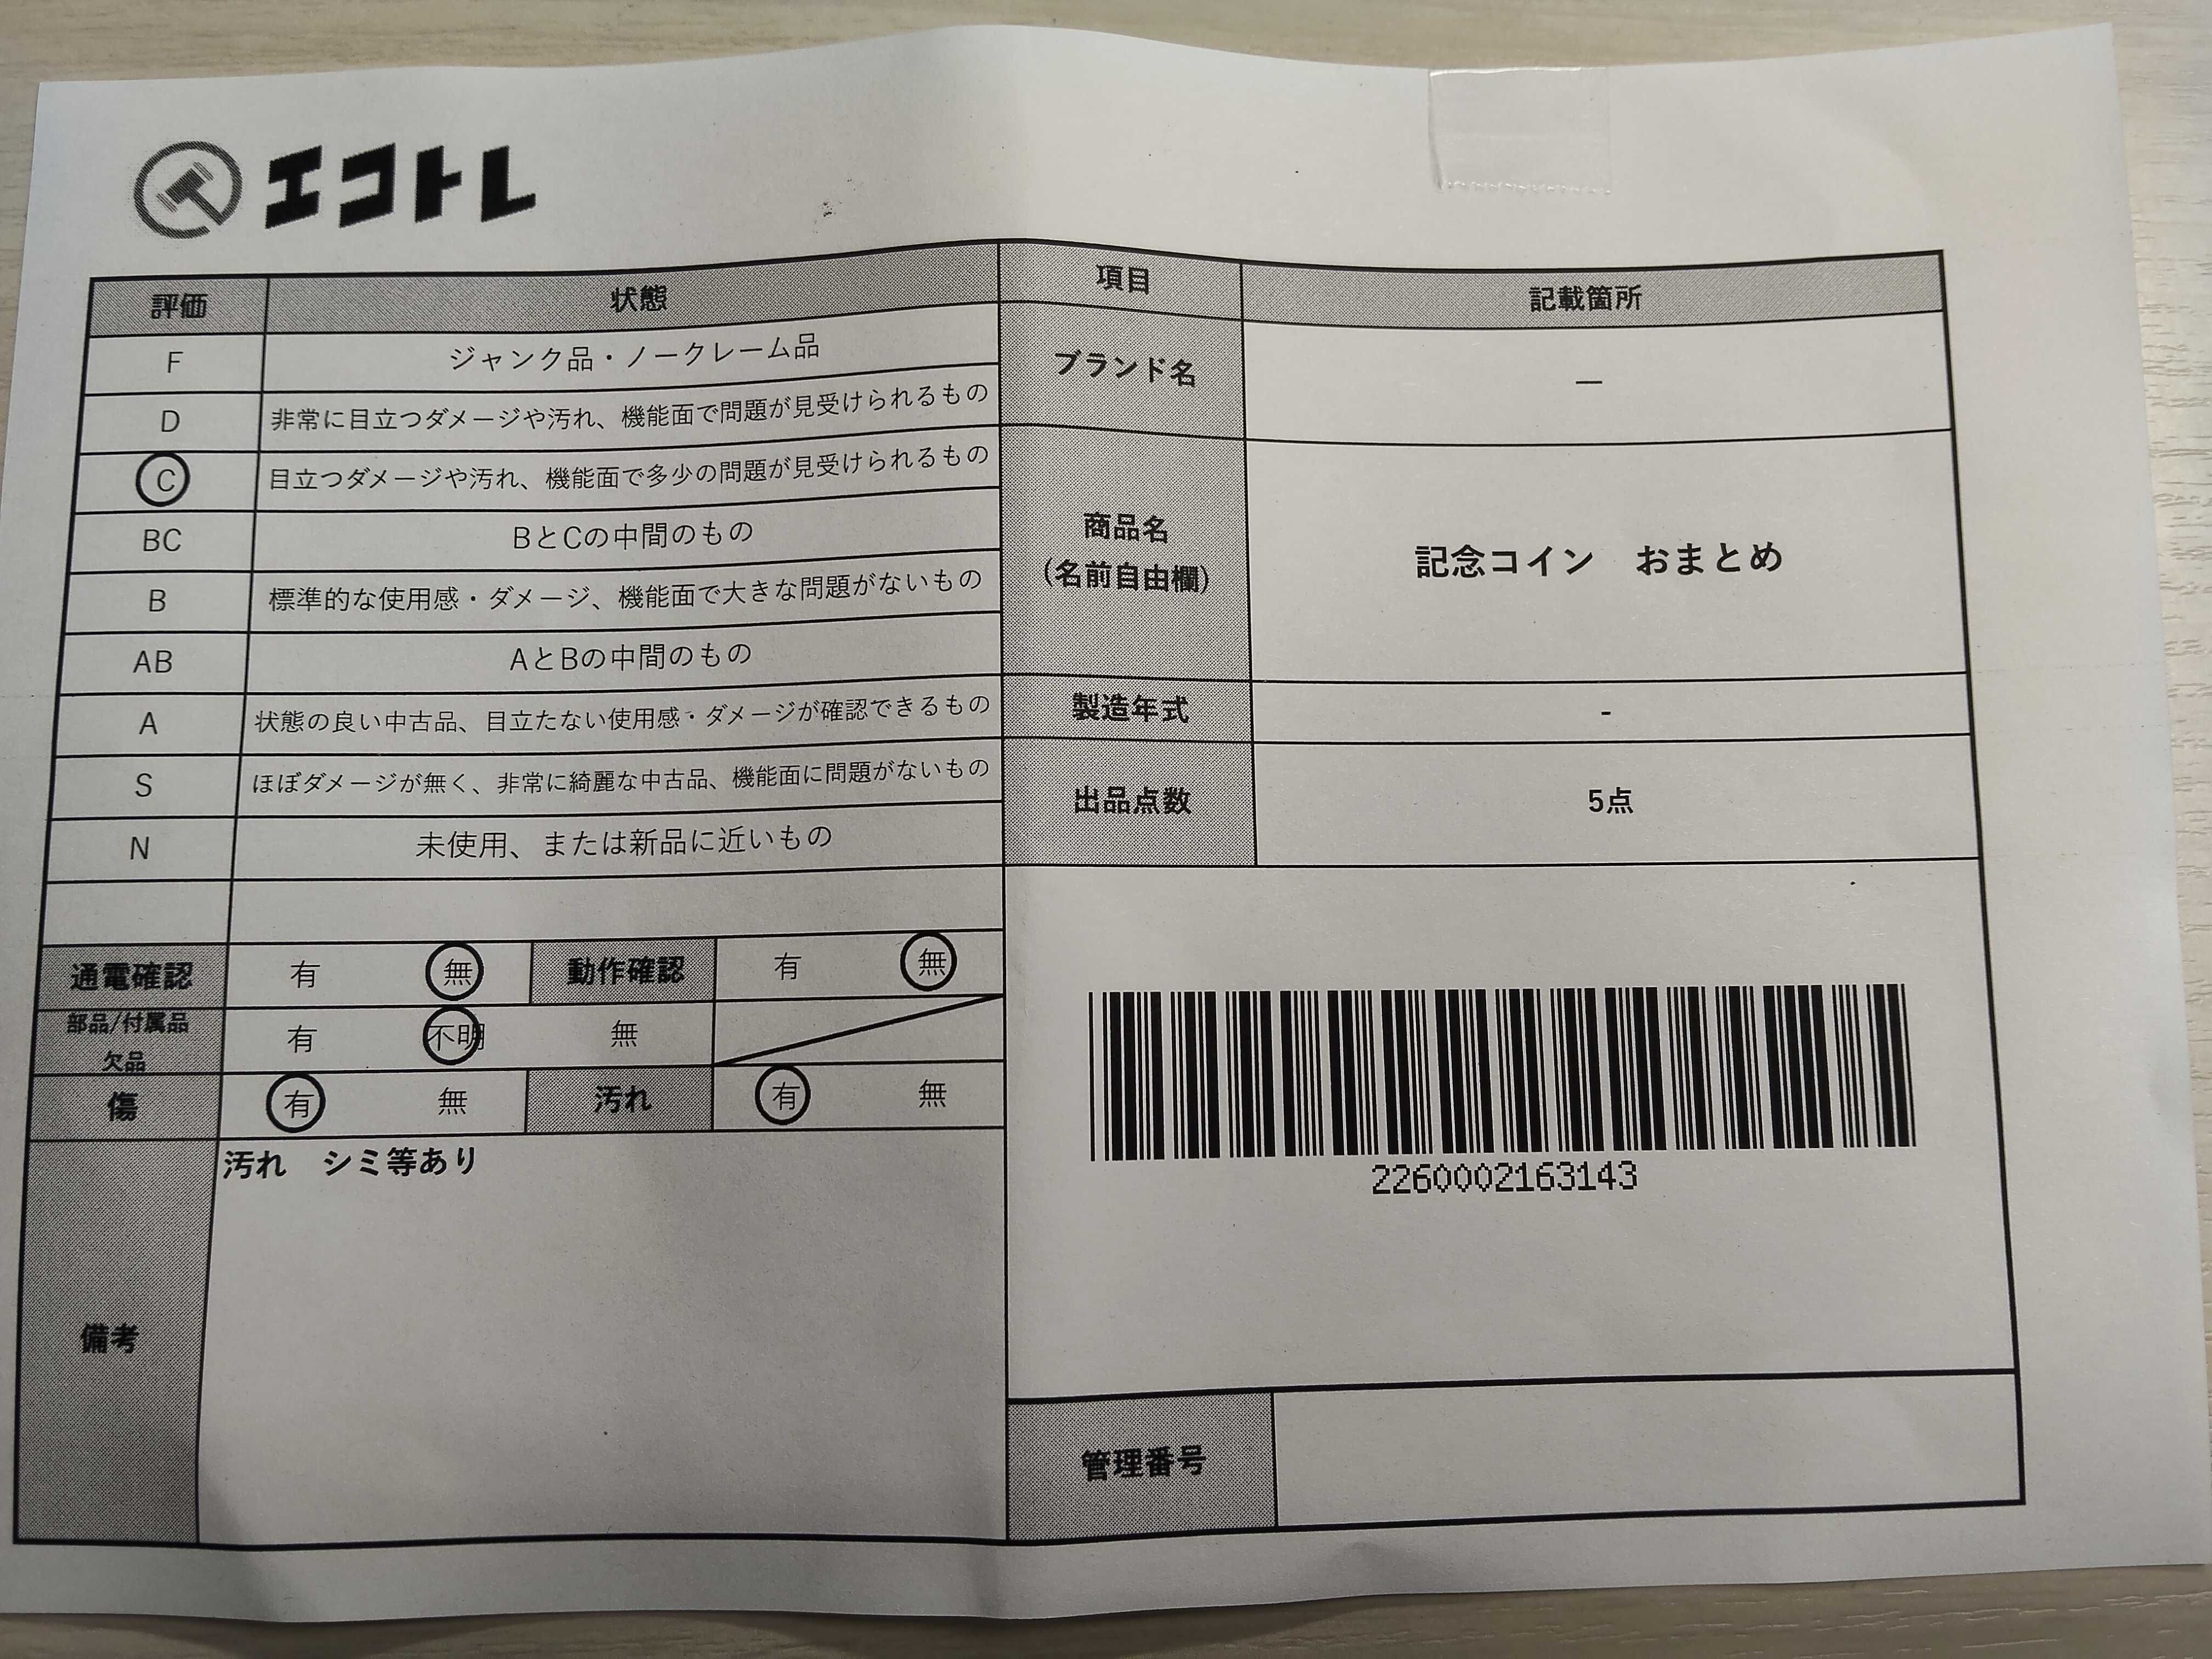 エコトレ
評価 状態
F ジャンク品・ノークレーム品
D 非常に目立つダメージや汚れ、機能面で問題が見受けられるもの
C 目立つダメージや汚れ、機能面で多少の問題が見受けられるもの
BC BとCの中間のもの
B 標準的な使用感・ダメージ、機能面で大きな問題がないもの
AB AとBの中間のもの
A 状態の良い中古品、目立たない使用感・ダメージが確認できるもの
S ほぼダメージが無く、非常に綺麗な中古品、機能面に問題がないもの
N 未使用、または新品に近いもの
通電確認 有 無 動作確認 有 無
部品/付属品
欠品 有 不明 無
傷 有 無 汚れ 有 無
備考
汚れ　シミ等あり
項目 記載箇所
ブランド名 —
商品名
(名前自由欄)
記念コイン　おまとめ
製造年式 -
出品点数 5点
2260002163143
管理番号